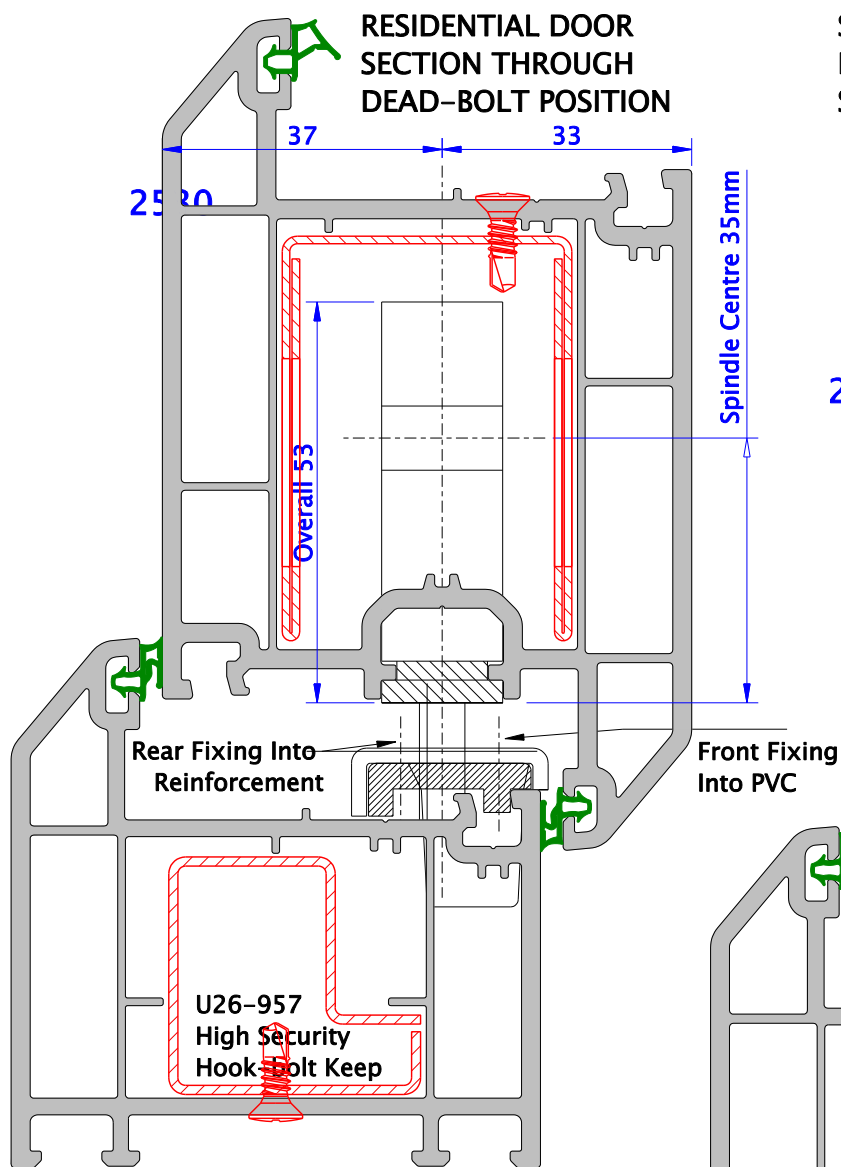 RESIDENTIAL DOOR
SECTION THROUGH
DEAD-BOLT POSITION
37
33
2580
Spindle Centre 35mm
Overall 53
Rear Fixing Into
Reinforcement
Front Fixing
Into PVC
U26-957
High Security
Hook-bolt Keep